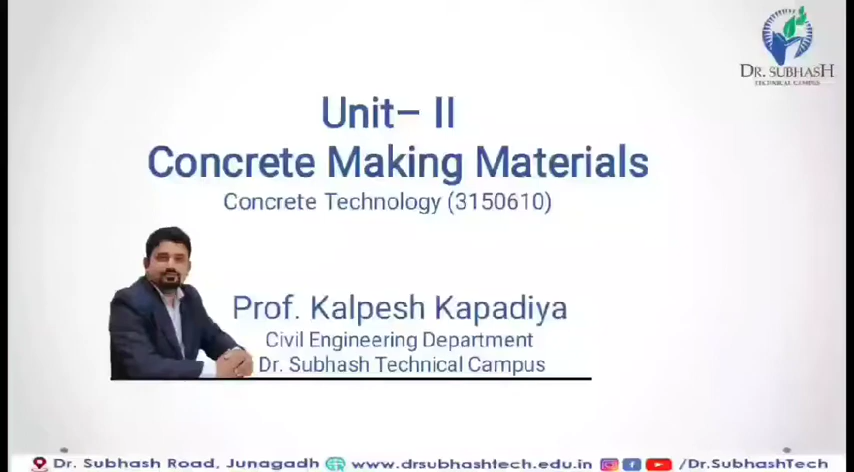 DR. SUBHASH
TECHNICAL CAMPUS
Unit– II
Concrete Making Materials
Concrete Technology (3150610)
Prof. Kalpesh Kapadiya
Civil Engineering Department
Dr. Subhash Technical Campus
Dr. Subhash Road, Junagadh www.drsubhashtech.edu.in /Dr.SubhashTech